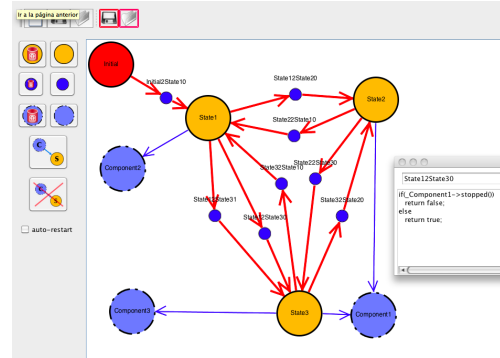 Ir a la página anterior
Initial
Initial2State10
State12State20
State1
State2
State22State10
Component2
State32State10
State22State30
State12State31
State32State20
State12State30
Component3
State3
Component1
auto-restart
C
S
C
S
State12State30
if(_Component1->stopped())
return false;
else
return true;